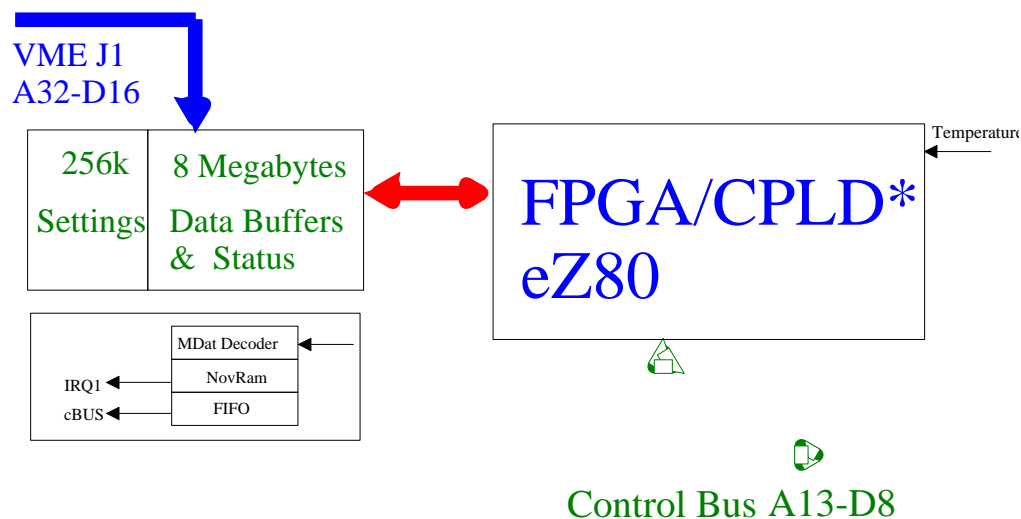 VME J1
A32-D16
256k
Settings
8 Megabytes
Data Buffers
& Status
Temperature
FPGA/CPLD*
eZ80
MDat Decoder
NovRam
FIFO
IRQ1
cBUS
Control Bus A13-D8